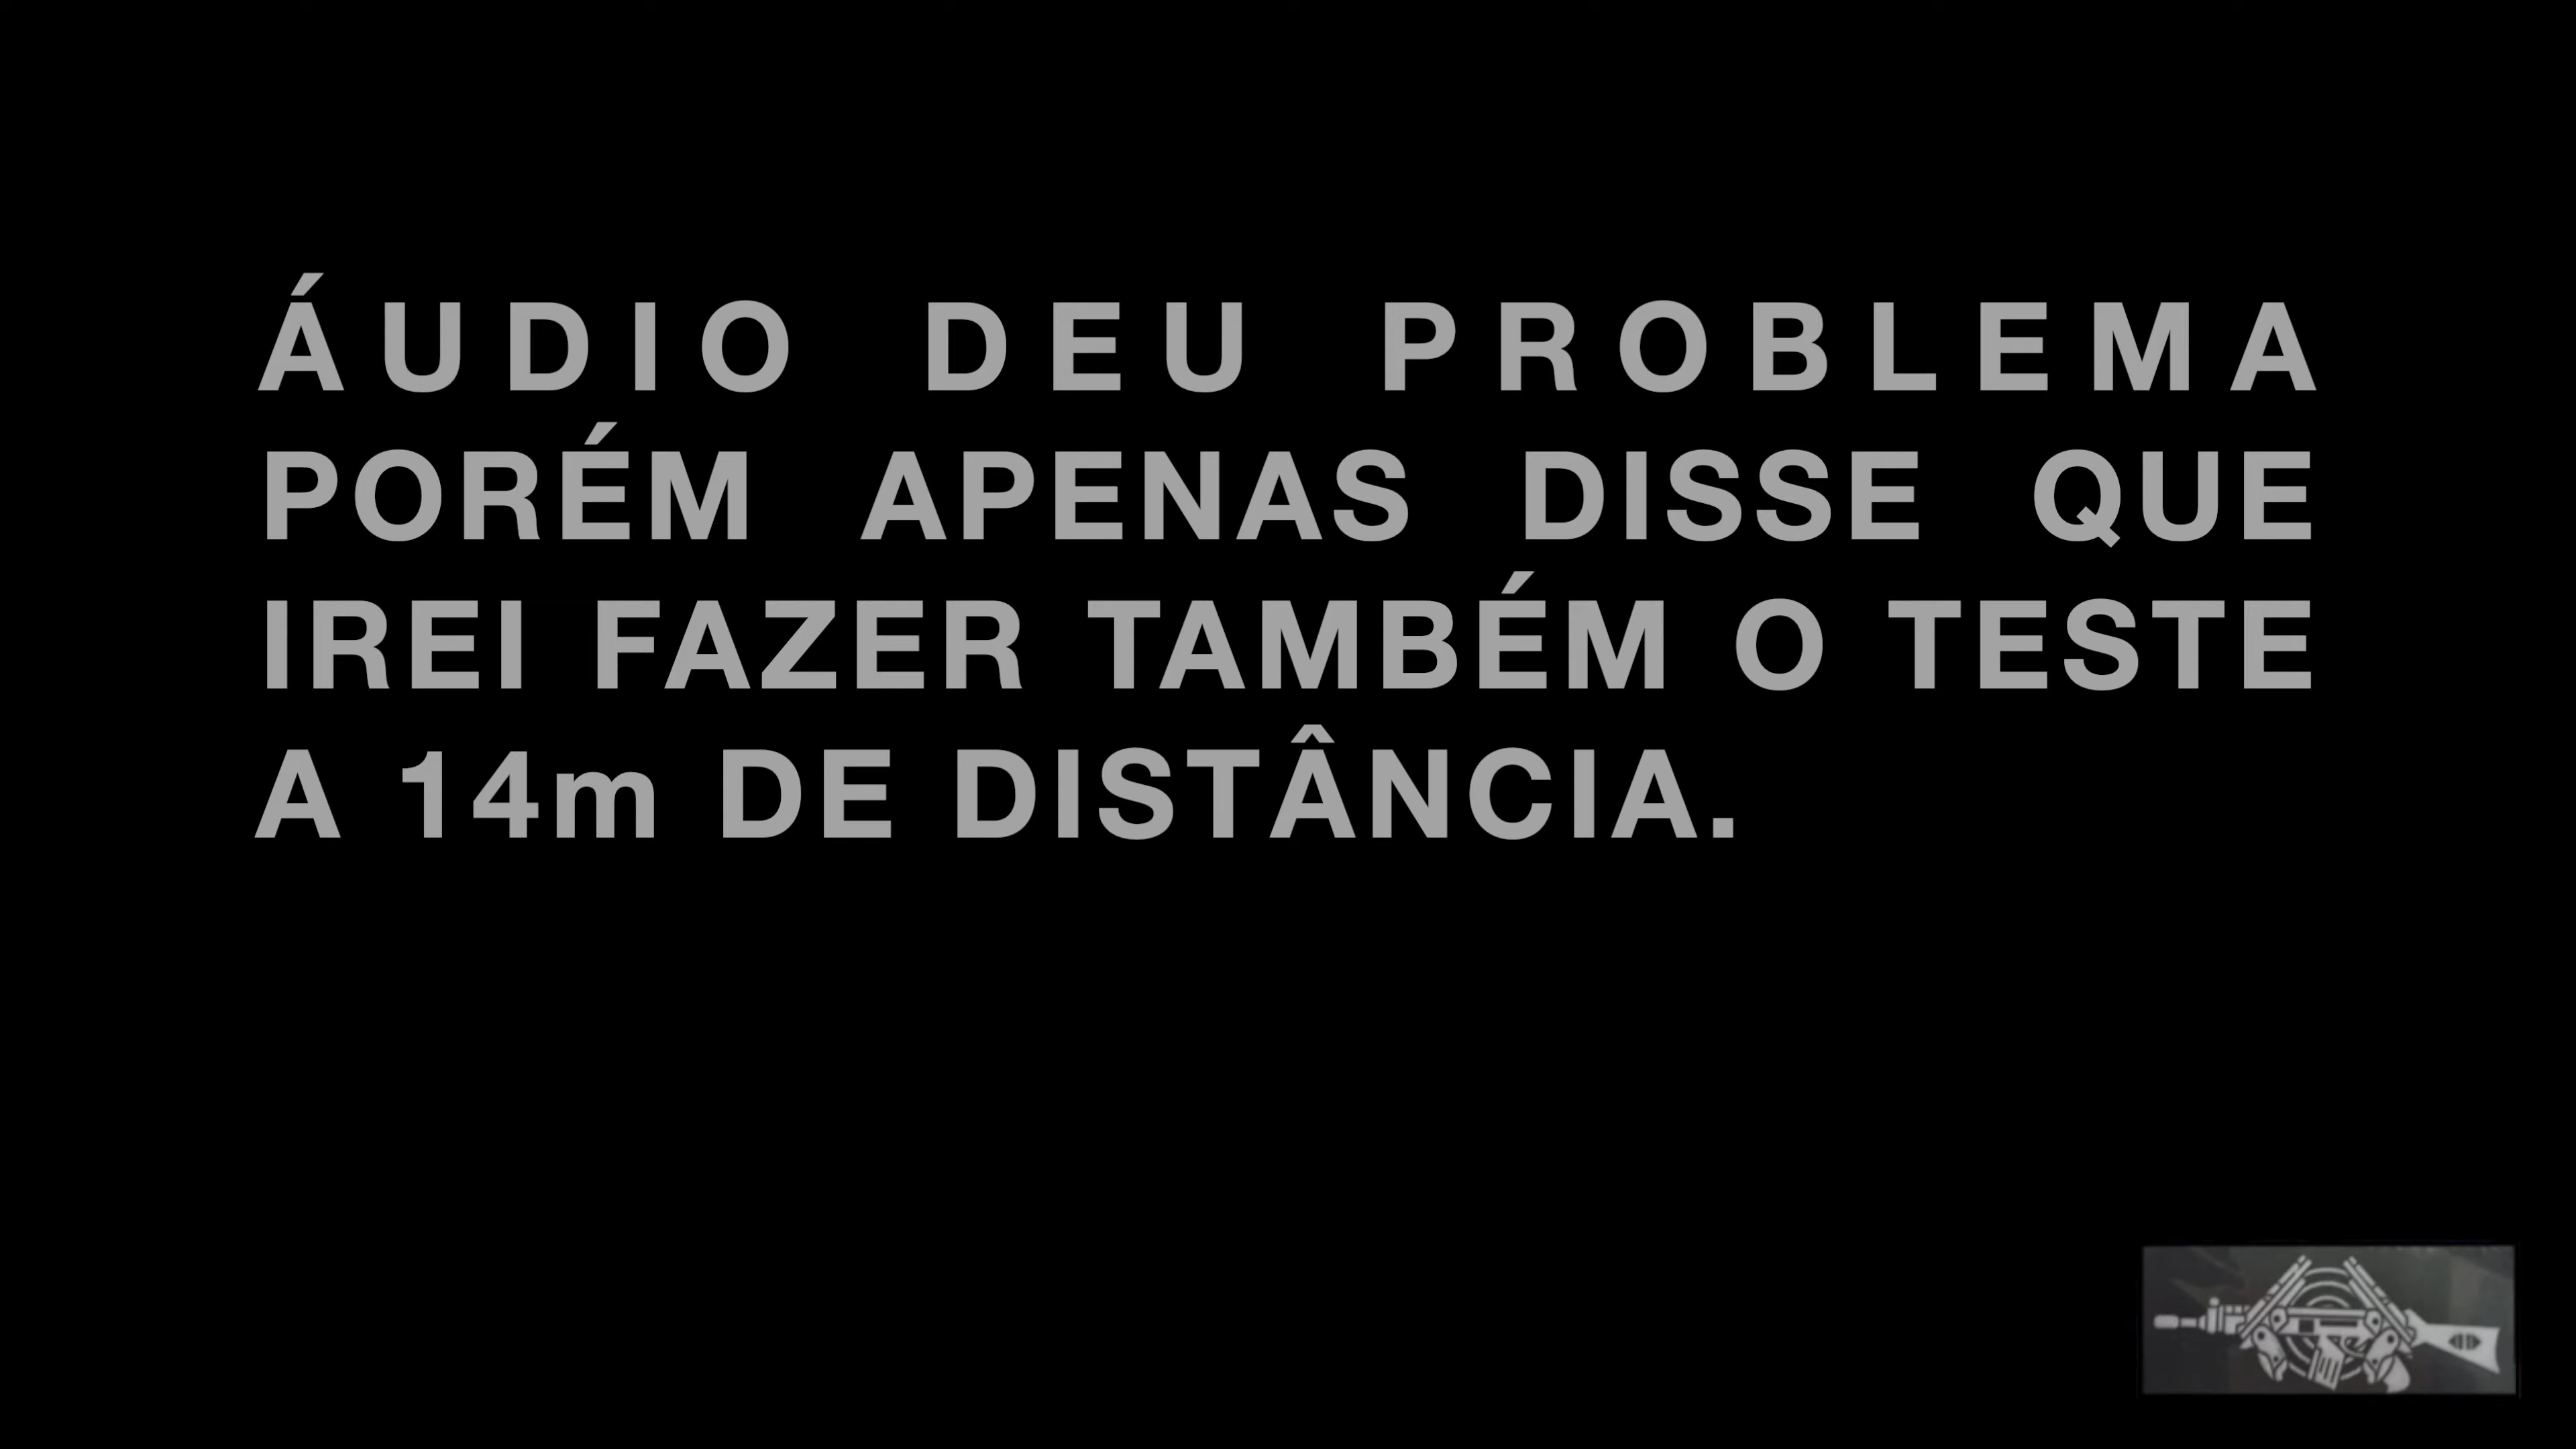 ÁUDIO DEU PROBLEMA
PORÉM APENAS DISSE QUE
IREI FAZER TAMBÉM O TESTE
A 14m DE DISTÂNCIA.